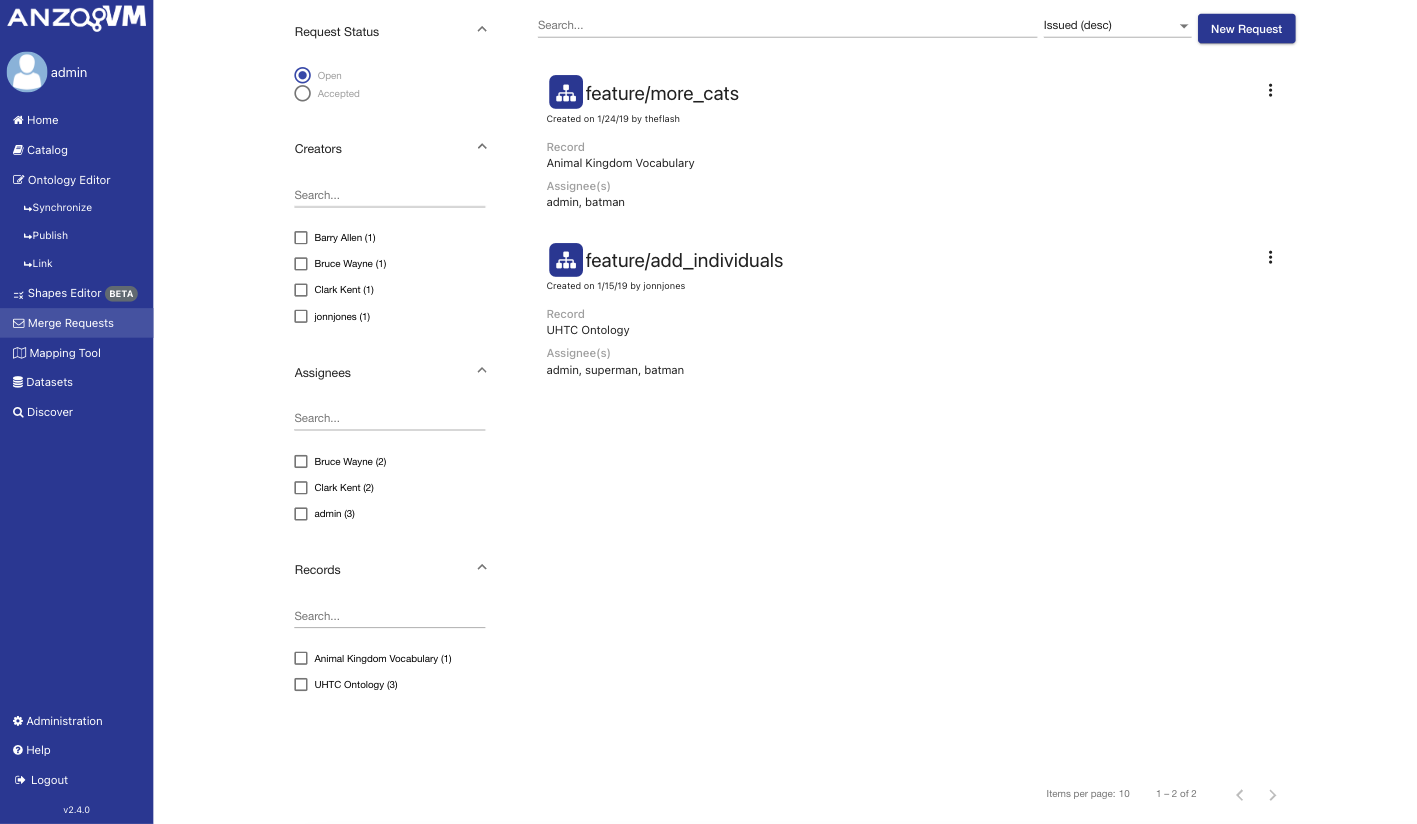 ANZOVM
admin
Home
Catalog
Ontology Editor
Synchronize
Publish
Link
Shapes Editor BETA
Merge Requests
Mapping Tool
Datasets
Discover
Administration
Help
Logout
v2.4.0
Request Status
Open
Accepted
Creators
Search...
Barry Allen (1)
Bruce Wayne (1)
Clark Kent (1)
jonnjones (1)
Assignees
Search...
Bruce Wayne (2)
Clark Kent (2)
admin (3)
Records
Search...
Animal Kingdom Vocabulary (1)
UHTC Ontology (3)
Search...
Issued (desc)
New Request
feature/more_cats
Created on 1/24/19 by theflash
Record
Animal Kingdom Vocabulary
Assignee(s)
admin, batman
feature/add_individuals
Created on 1/15/19 by jonnjones
Record
UHTC Ontology
Assignee(s)
admin, superman, batman
Items per page: 10
1 – 2 of 2